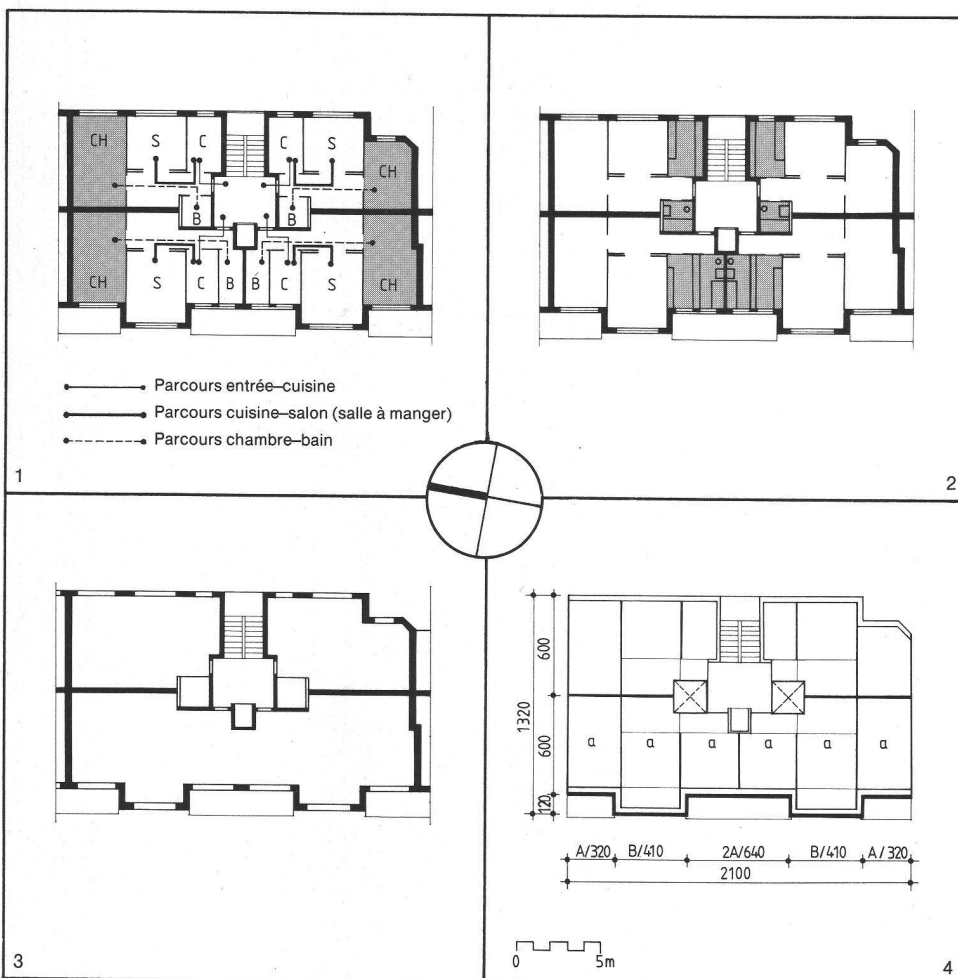 CH S C C S CH
B B
CH S C B B C S CH
Parcours entrée–cuisine
Parcours cuisine–salon (salle à manger)
Parcours chambre–bain
1
2
3
600
1320
600
120
a a a a a a
A/320 B/410 2A/640 B/410 A/320
2100
0 5m
4